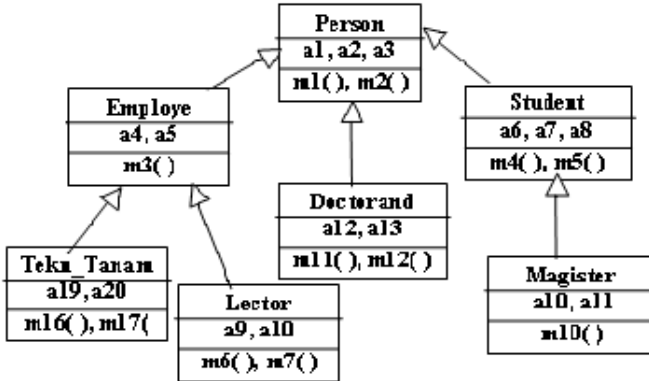 Person
a1, a2, a3
m1( ), m2( )
Employe
a4, a5
m3( )
Student
a6, a7, a8
m4( ), m5( )
Doctorand
a12, a13
m11( ), m12( )
Tekn_Tanam
a19, a20
m16( ), m17(
Lector
a9, a10
m6( ), m7( )
Magister
a10, a11
m10( )